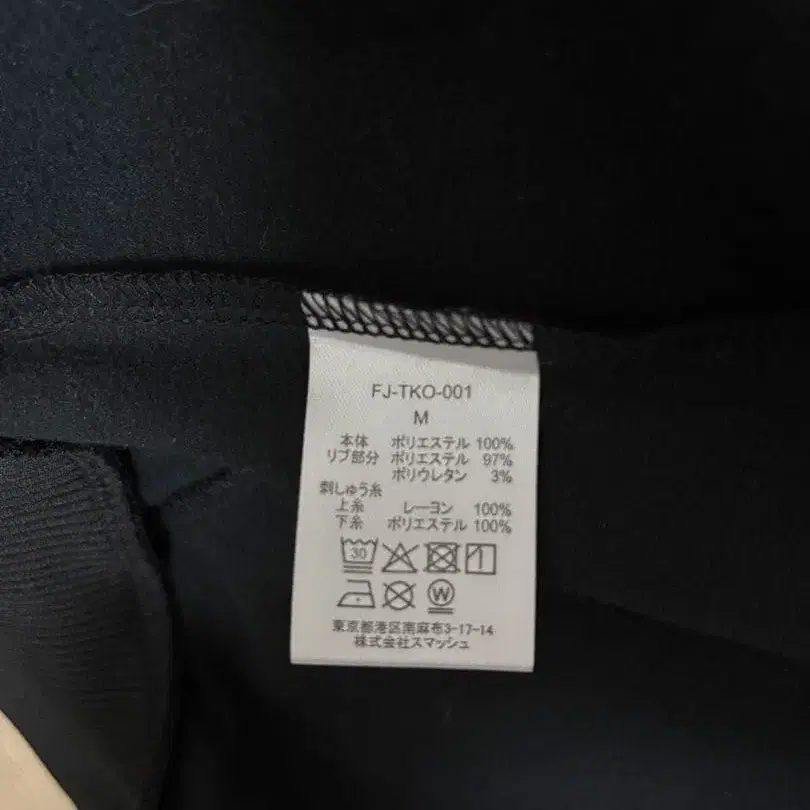 FJ-TKO-001
M
本体 ポリエステル 100%
リブ部分 ポリエステル 97%
ポリウレタン 3%
刺しゅう糸
上糸 レーヨン 100%
下糸 ポリエステル 100%
30
W
東京都港区南麻布3-17-14
株式会社スマッシュ